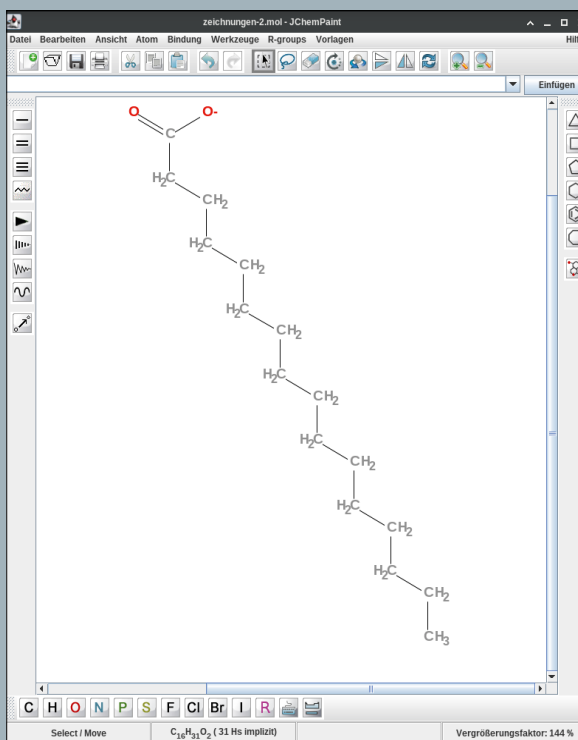 zeichnungen-2.mol - JChemPaint
Datei Bearbeiten Ansicht Atom Bindung Werkzeuge R-groups Vorlagen Hilf
Einfügen
O O-
C
H₂C
CH₂
H₂C
CH₂
H₂C
CH₂
H₂C
CH₂
H₂C
CH₂
H₂C
CH₂
H₂C
CH₂
CH₃
C H O N P S F Cl Br I R
Select / Move C₁₆H₃₁O₂ ( 31 Hs implizit) Vergrößerungsfaktor: 144 %